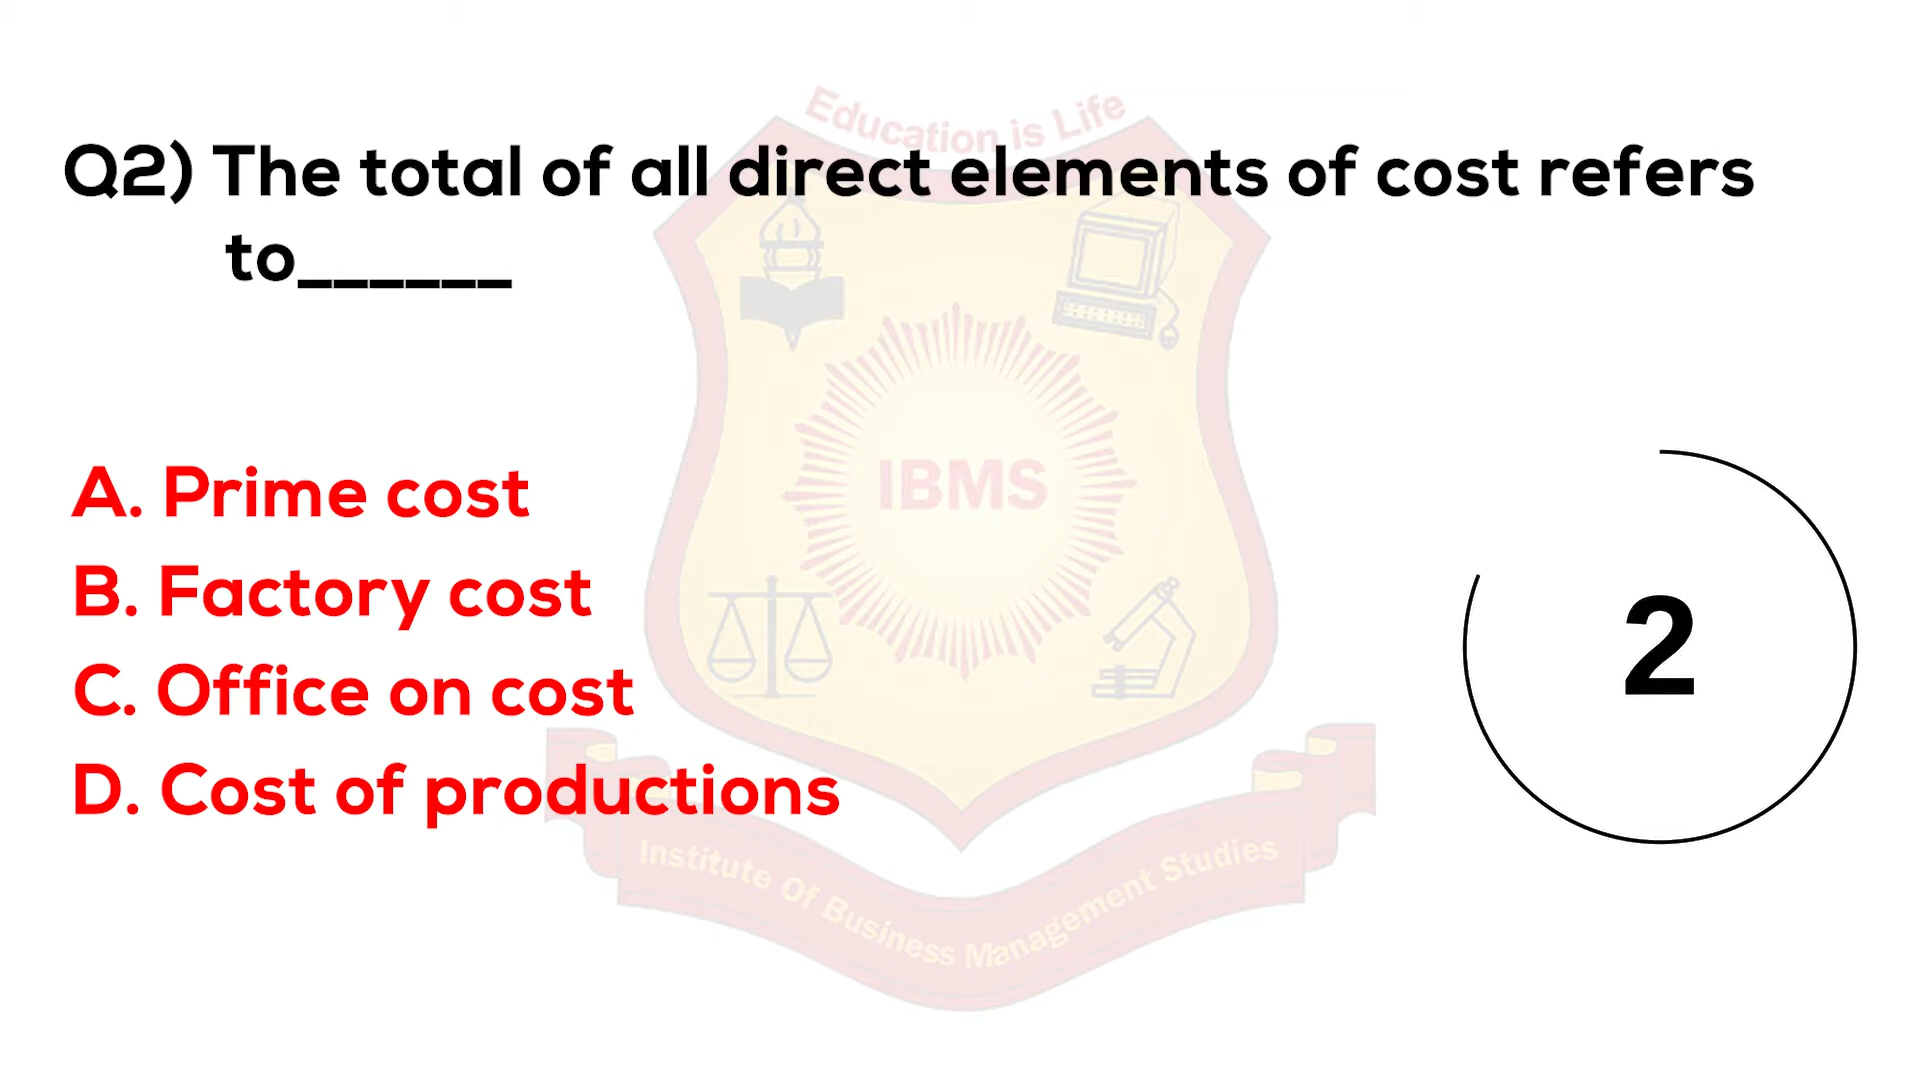 Education is Life
Q2) The total of all direct elements of cost refers
to______
IBMS
A. Prime cost
B. Factory cost
C. Office on cost
D. Cost of productions
2
Institute Of Business Management Studies